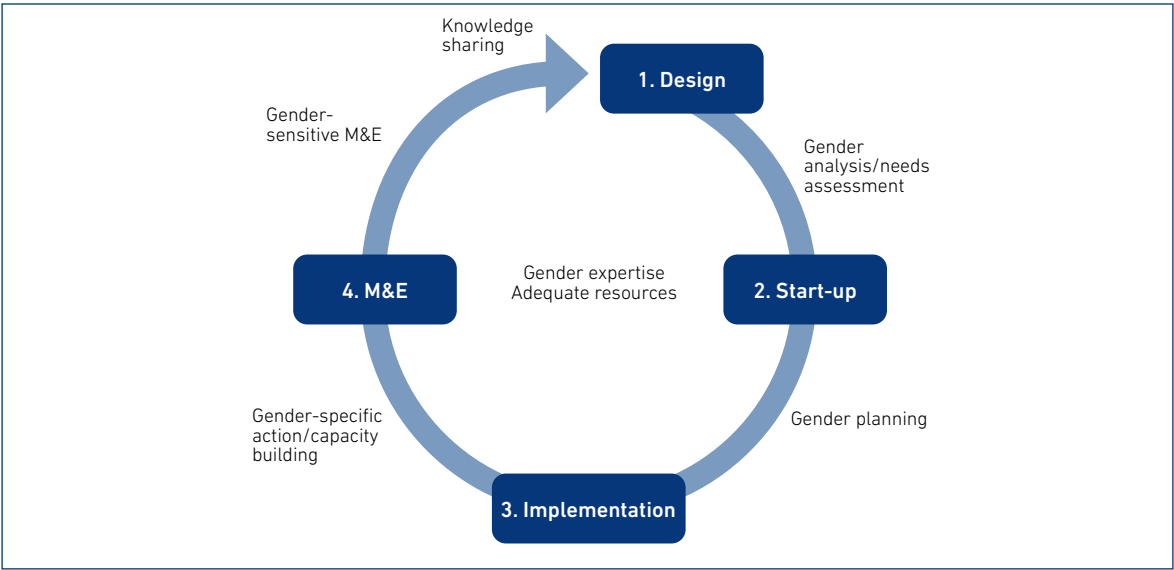 Knowledge
sharing
1. Design
Gender-
sensitive M&E
Gender
analysis/needs
assessment
4. M&E
Gender expertise
Adequate resources
2. Start-up
Gender-specific
action/capacity
building
Gender planning
3. Implementation